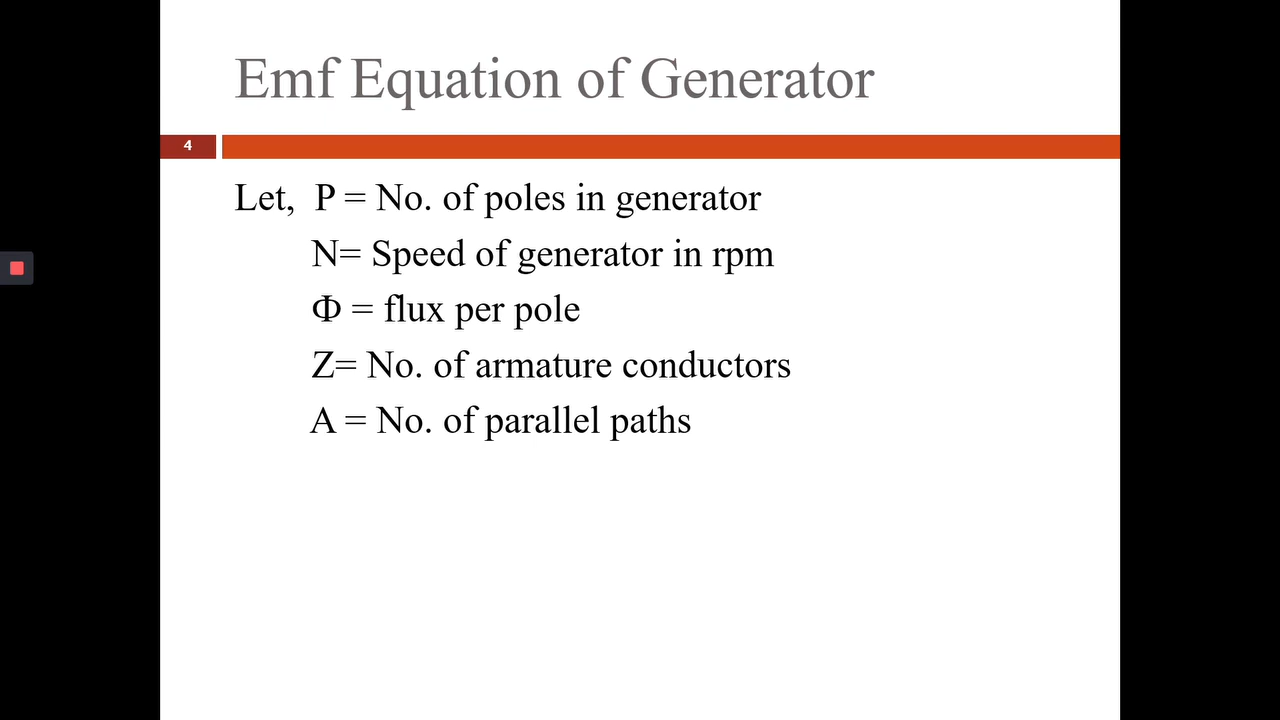 Emf Equation of Generator
4
Let, P = No. of poles in generator
N= Speed of generator in rpm
Φ = flux per pole
Z= No. of armature conductors
A = No. of parallel paths